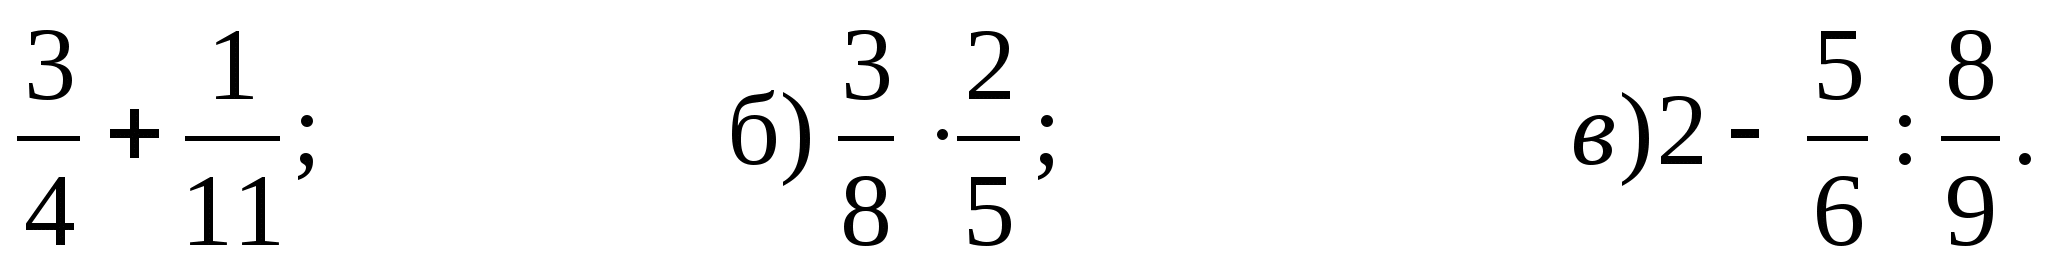 3/4 + 1/11; б) 3/8 · 2/5; в) 2 - 5/6 : 8/9.